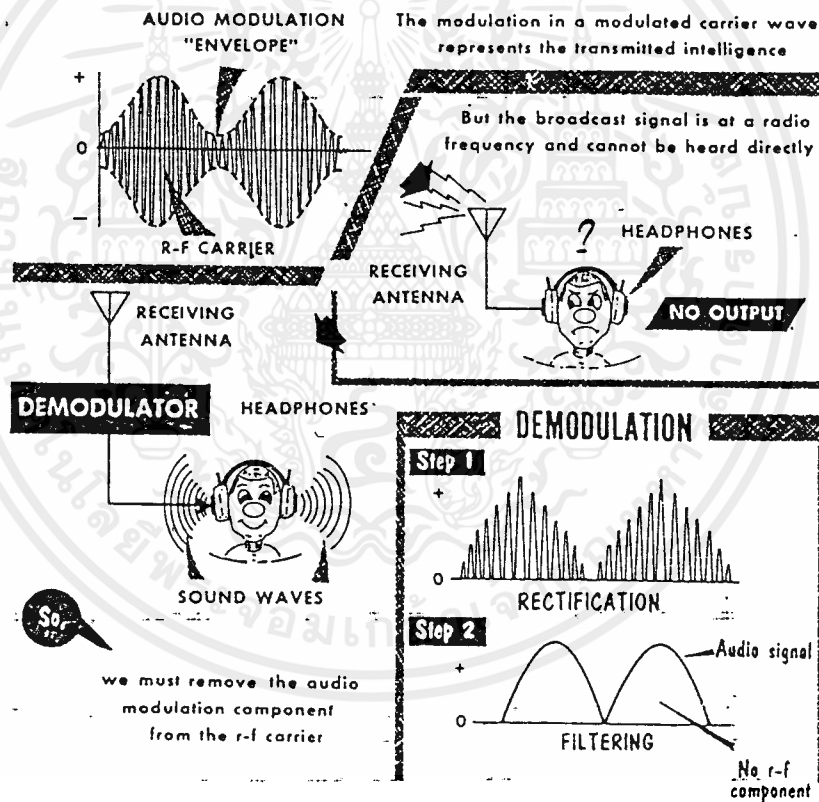 AUDIO MODULATION
"ENVELOPE"
+
0
−
R-F CARRIER
The modulation in a modulated carrier wave
represents the transmitted intelligence
But the broadcast signal is at a radio
frequency and cannot be heard directly
?
HEADPHONES
RECEIVING
ANTENNA
NO OUTPUT
RECEIVING
ANTENNA
DEMODULATOR
HEADPHONES
SOUND WAVES
So,
we must remove the audio
modulation component
from the r-f carrier
DEMODULATION
Step 1
+
0
RECTIFICATION
Step 2
+
Audio signal
0
FILTERING
No r-f
component